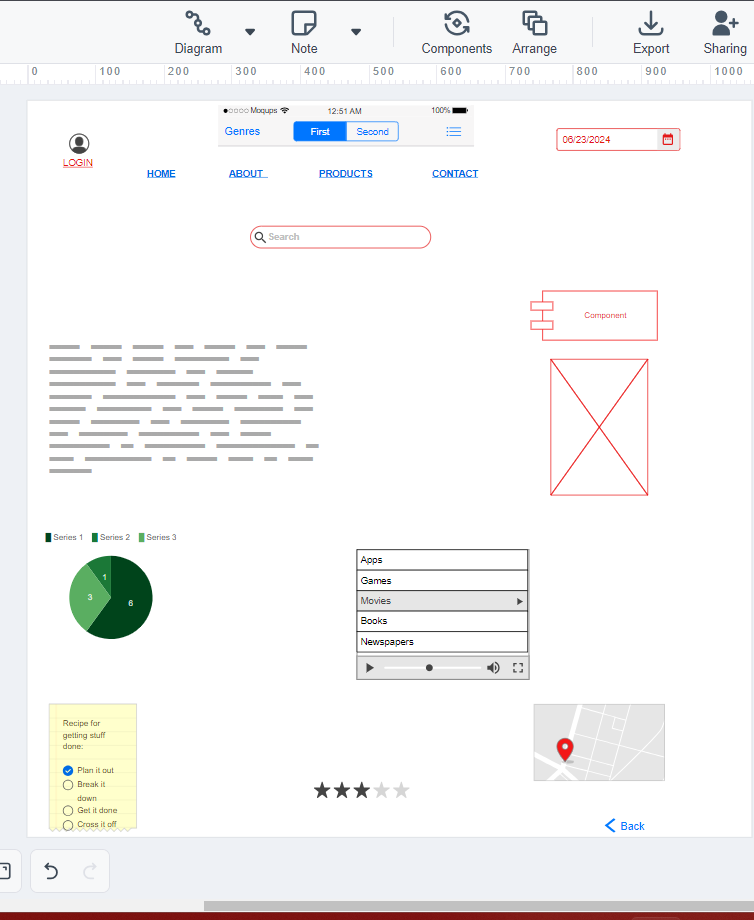 Diagram
Note
Components
Arrange
Export
Sharing
0 100 200 300 400 500 600 700 800 900 1000
Moqups 12:51 AM 100%
Genres First Second
LOGIN
06/23/2024
HOME ABOUT PRODUCTS CONTACT
Search
Component
Series 1 Series 2 Series 3
1
3
6
Apps
Games
Movies
Books
Newspapers
Recipe for
getting stuff
done:
Plan it out
Break it
down
Get it done
Cross it off
Back